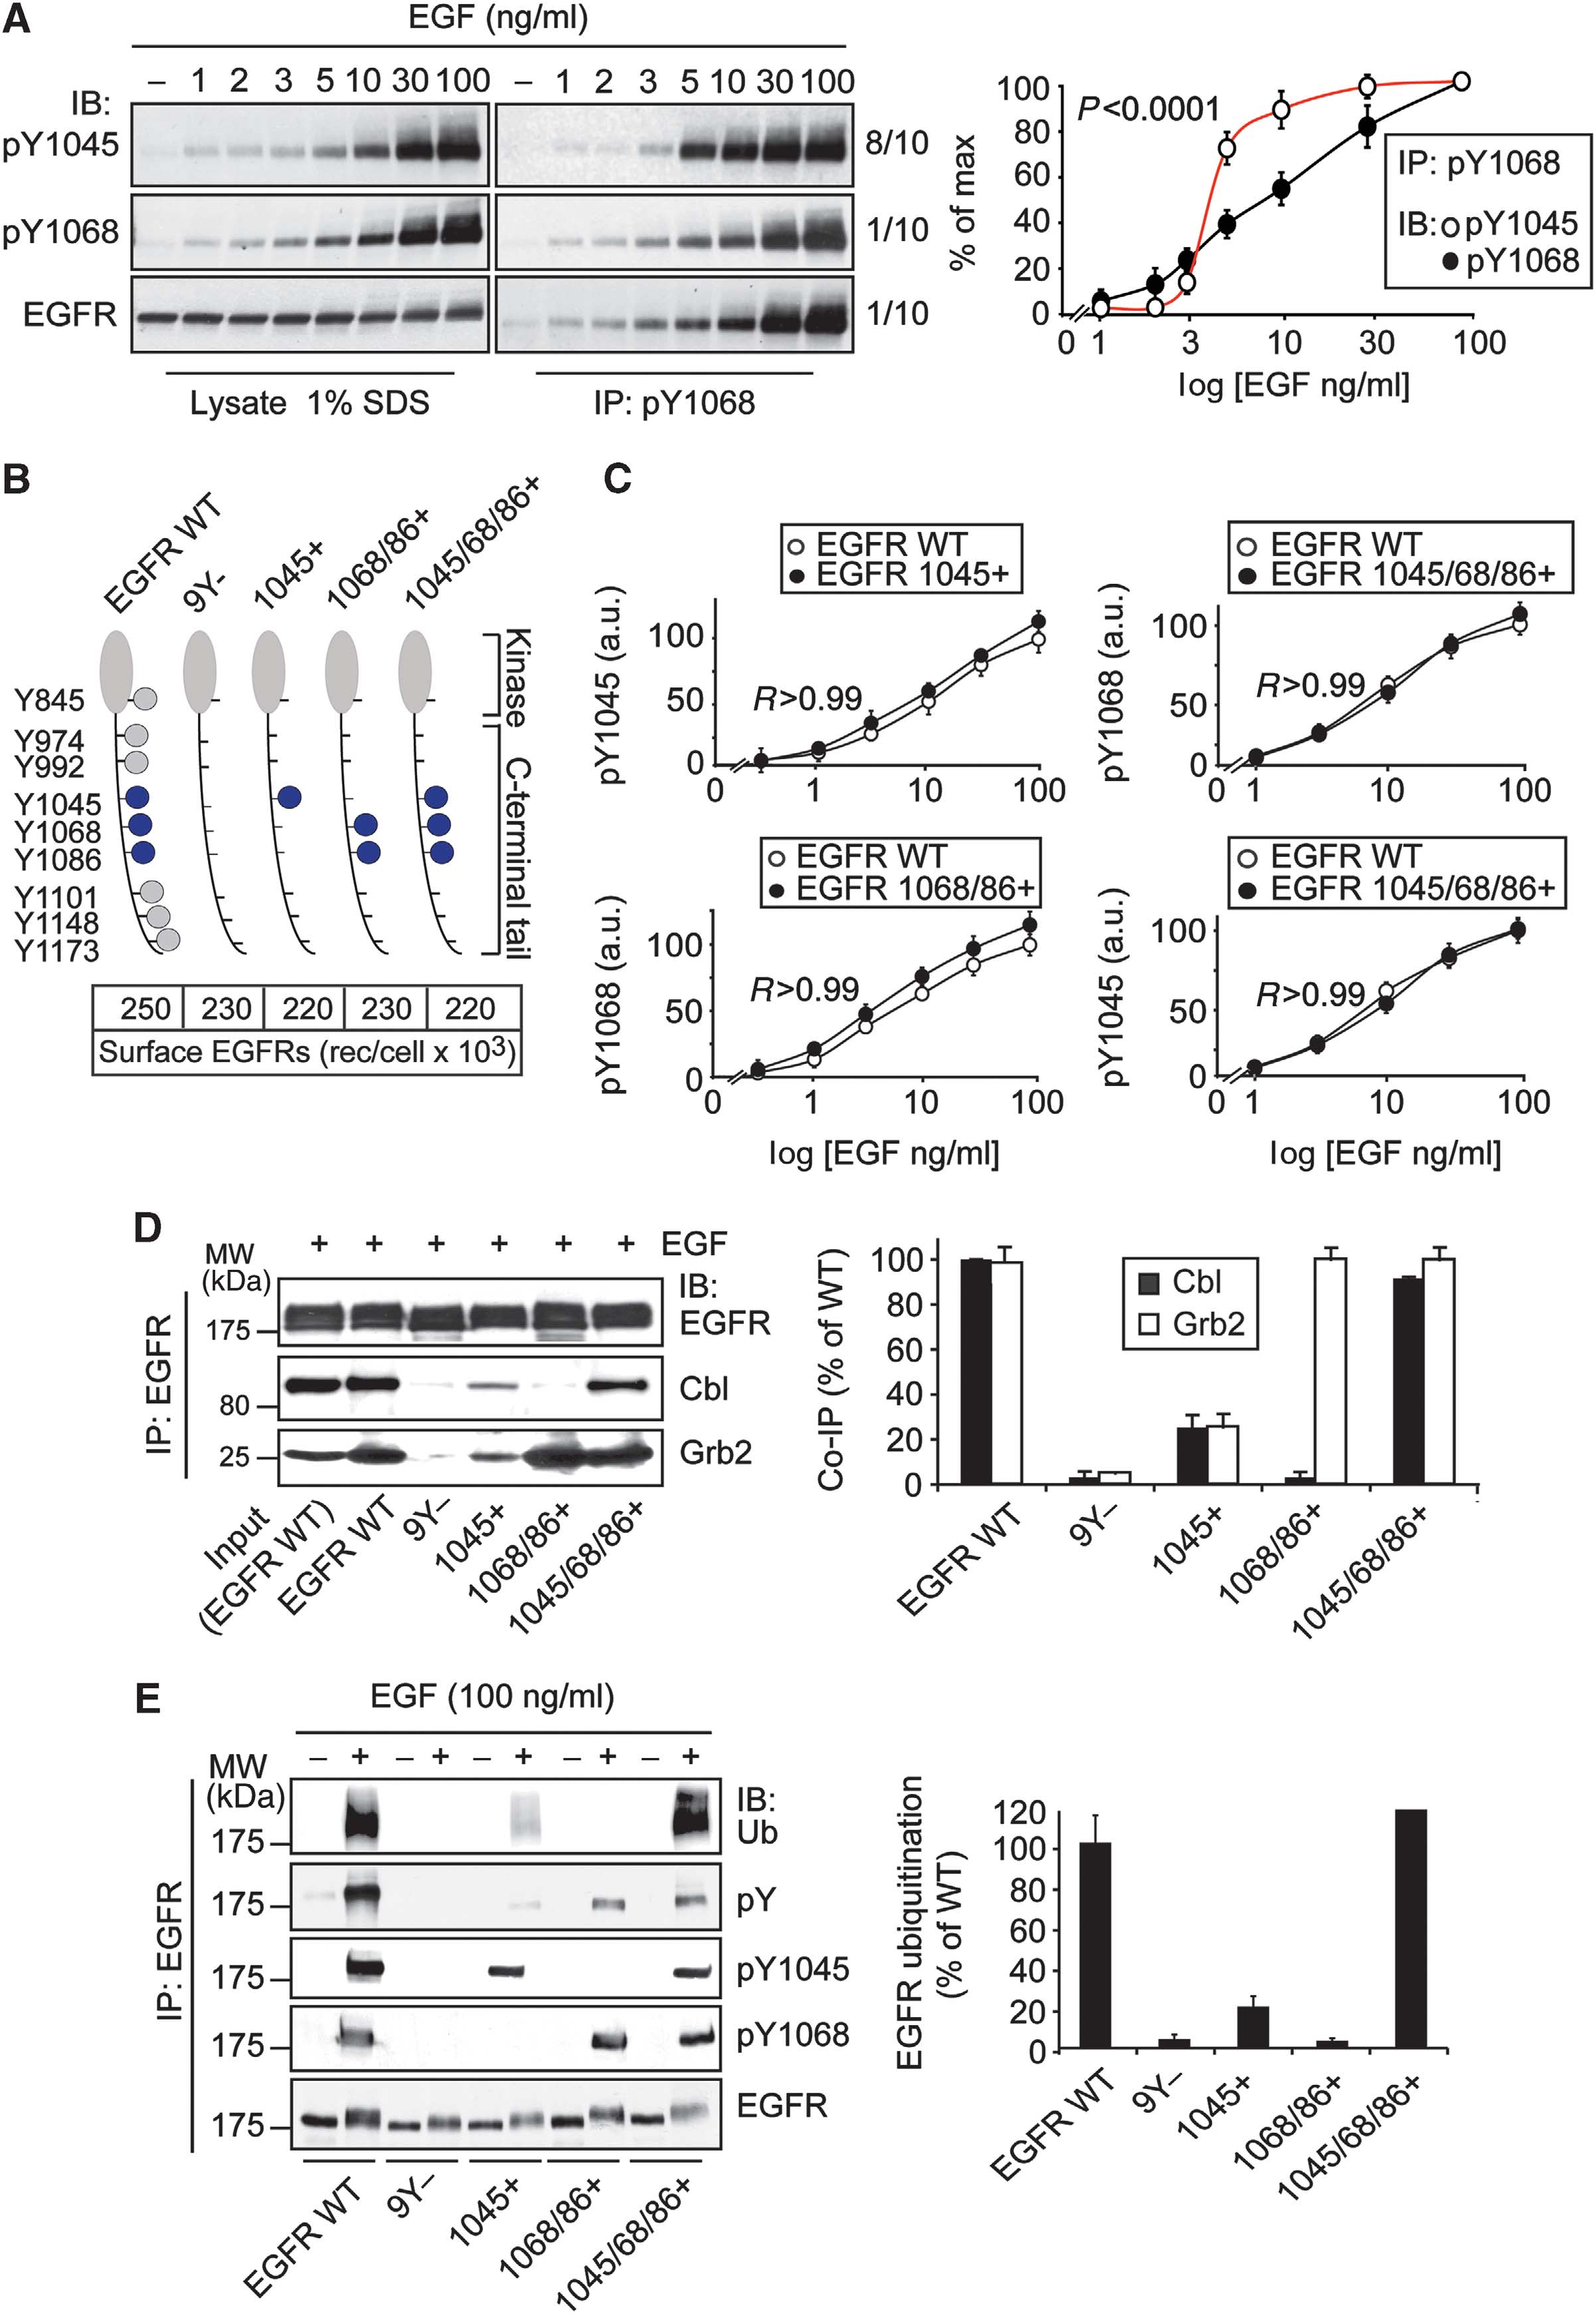 A
EGF (ng/ml)
– 1 2 3 5 10 30 100 – 1 2 3 5 10 30 100
IB:
pY1045 8/10
pY1068 1/10
EGFR 1/10
Lysate 1% SDS IP: pY1068
% of max
100
80
60
40
20
0
P<0.0001
IP: pY1068
IB: pY1045
pY1068
0 1 3 10 30 100
log [EGF ng/ml]
B
EGFR WT
9Y-
1045+
1068/86+
1045/68/86+
Y845
Y974
Y992
Y1045
Y1068
Y1086
Y1101
Y1148
Y1173
Kinase
C-terminal tail
250 230 220 230 220
Surface EGFRs (rec/cell x 10³)
C
EGFR WT
EGFR 1045+
pY1045 (a.u.)
100
50
0
R>0.99
0 1 10 100
EGFR WT
EGFR 1045/68/86+
pY1068 (a.u.)
100
50
0
R>0.99
0 1 10 100
EGFR WT
EGFR 1068/86+
pY1068 (a.u.)
100
50
0
R>0.99
0 1 10 100
log [EGF ng/ml]
EGFR WT
EGFR 1045/68/86+
pY1045 (a.u.)
100
50
0
R>0.99
0 1 10 100
log [EGF ng/ml]
D
+ + + + + + EGF
MW
(kDa)
IB:
175 EGFR
80 Cbl
25 Grb2
IP: EGFR
Input
(EGFR WT)
EGFR WT
9Y–
1045+
1068/86+
1045/68/86+
Co-IP (% of WT)
100
80
60
40
20
0
Cbl
Grb2
EGFR WT
9Y–
1045+
1068/86+
1045/68/86+
E
EGF (100 ng/ml)
– + – + – + – + – +
MW
(kDa)
IB:
175 Ub
175 pY
175 pY1045
175 pY1068
175 EGFR
IP: EGFR
EGFR WT
9Y–
1045+
1068/86+
1045/68/86+
EGFR ubiquitination
(% of WT)
120
100
80
60
40
20
0
EGFR WT
9Y–
1045+
1068/86+
1045/68/86+